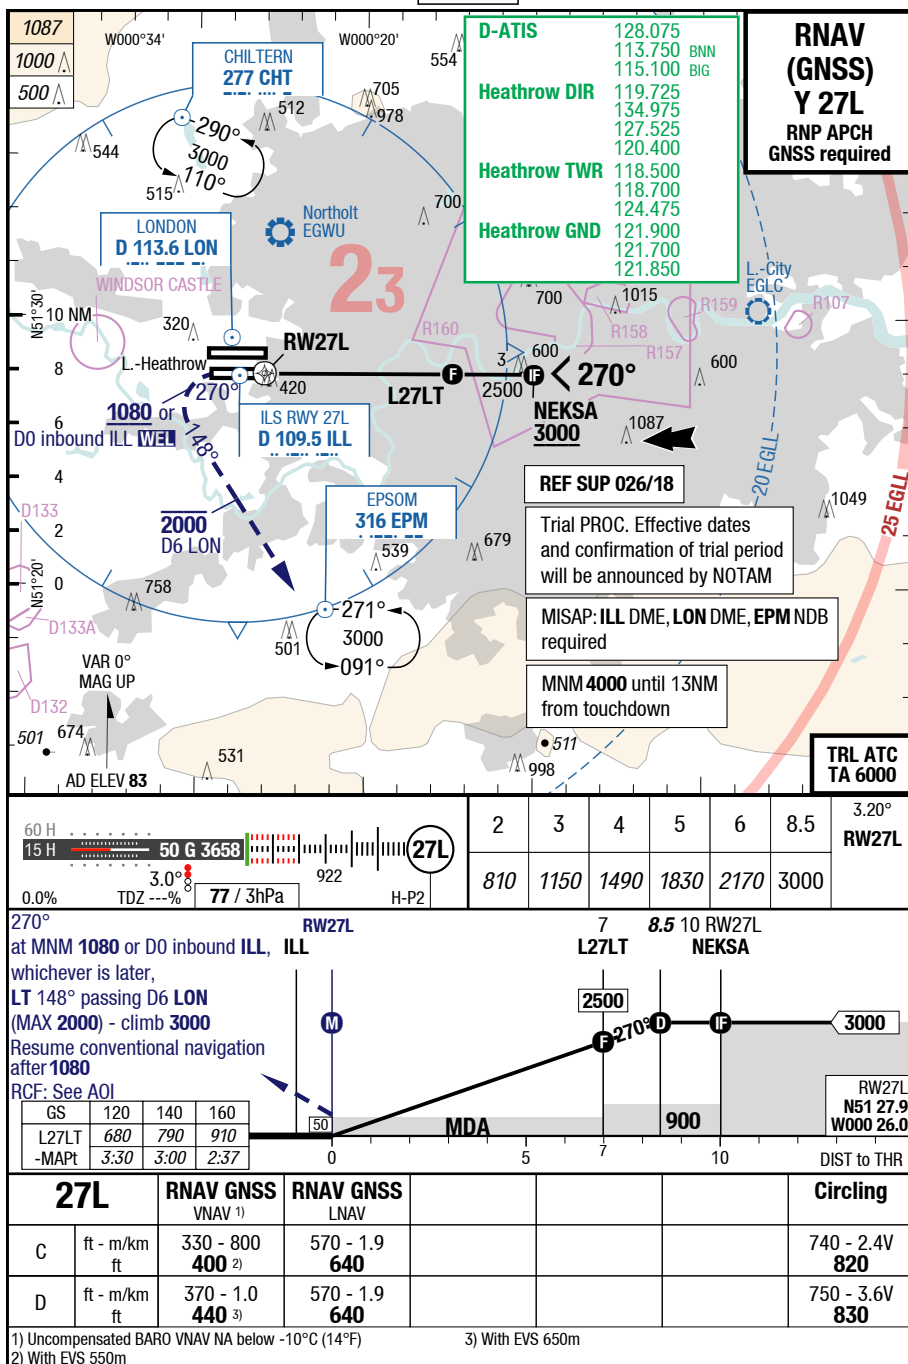 1087
1000
500
W000°34'
W000°20'
554
CHILTERN
277 CHT
705
978
512
544
290°
3000
110°
515
D-ATIS 128.075
113.750 BNN
115.100 BIG
Heathrow DIR 119.725
134.975
127.525
120.400
Heathrow TWR 118.500
118.700
124.475
Heathrow GND 121.900
121.700
121.850
RNAV
(GNSS)
Y 27L
RNP APCH
GNSS required
700
Northolt
EGWU
LONDON
D 113.6 LON
23
WINDSOR CASTLE
L.-City
EGLC
N51°30'
10 NM
320
700
1015
R159
R107
R160
R158
R157
RW27L
L.-Heathrow
8
3
600
600
420
270°
L27LT
F
2500
IF
270°
NEKSA
3000
1080 or
D0 inbound ILL WEL
6
148°
ILS RWY 27L
D 109.5 ILL
1087
4
REF SUP 026/18
20 EGLL
25 EGLL
1049
D133
2000
D6 LON
EPSOM
316 EPM
2
539
679
Trial PROC. Effective dates
and confirmation of trial period
will be announced by NOTAM
N51°20'
0
758
271°
3000
091°
D133A
501
MISAP: ILL DME, LON DME, EPM NDB
required
VAR 0°
MAG UP
D132
MNM 4000 until 13NM
from touchdown
501
674
531
511
998
AD ELEV 83
TRL ATC
TA 6000
60 H
15 H
50 G 3658
27L
922
3.0°
0.0%
TDZ ---%
77 / 3hPa
H-P2
2 3 4 5 6 8.5 3.20°
RW27L
810 1150 1490 1830 2170 3000
270°
at MNM 1080 or D0 inbound ILL,
whichever is later,
LT 148° passing D6 LON
(MAX 2000) - climb 3000
Resume conventional navigation
after 1080
RCF: See AOI
RW27L
ILL
7
L27LT
8.5 10 RW27L
NEKSA
2500
M
F
270°
D
IF
3000
50
MDA
900
RW27L
N51 27.9
W000 26.0
GS 120 140 160
L27LT 680 790 910
-MAPt 3:30 3:00 2:37
0
5
7
10
DIST to THR
27L
RNAV GNSS
VNAV 1)
RNAV GNSS
LNAV
Circling
C ft - m/km 330 - 800 570 - 1.9 740 - 2.4V
ft 400 2) 640 820
D ft - m/km 370 - 1.0 570 - 1.9 750 - 3.6V
ft 440 3) 640 830
1) Uncompensated BARO VNAV NA below -10°C (14°F)
3) With EVS 650m
2) With EVS 550m